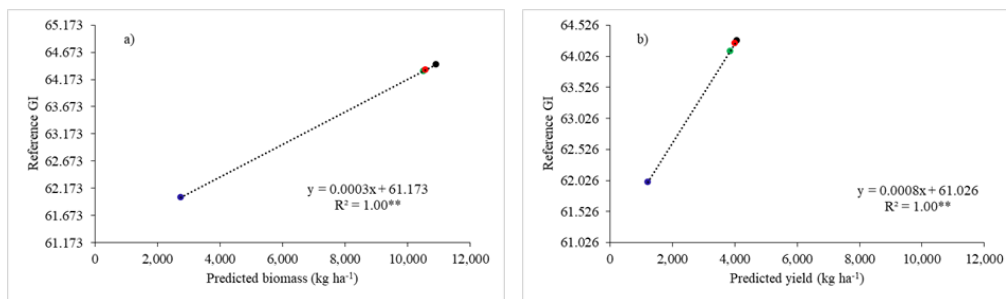 a)
Reference GI
65.173
64.673
64.173
63.673
63.173
62.673
62.173
61.673
61.173
y = 0.0003x + 61.173
R² = 1.00**
0 2,000 4,000 6,000 8,000 10,000 12,000
Predicted biomass (kg ha⁻¹)
b)
Reference GI
64.526
64.026
63.526
63.026
62.526
62.026
61.526
61.026
y = 0.0008x + 61.026
R² = 1.00**
0 2,000 4,000 6,000 8,000 10,000 12,000
Predicted yield (kg ha⁻¹)